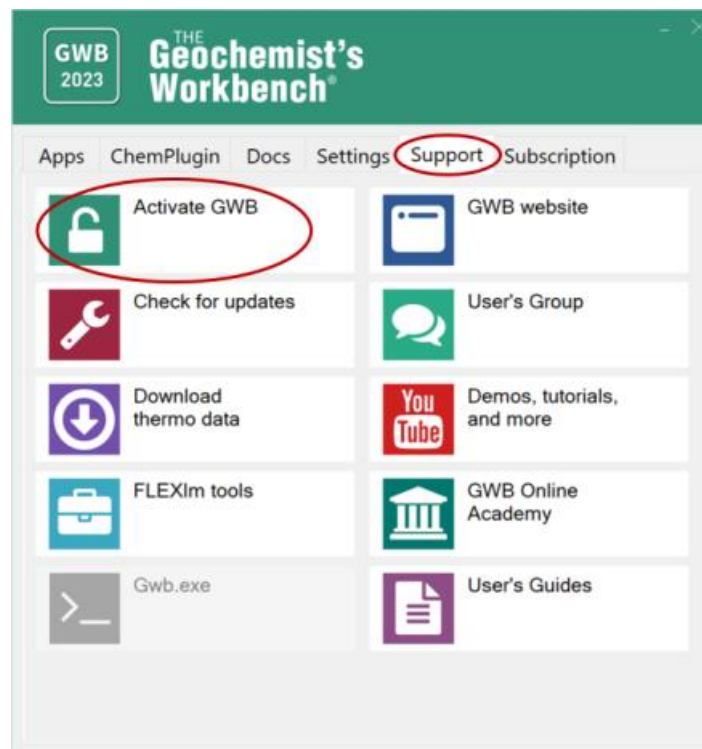 GWB
2023
THE
Geochemist's
Workbench®
Apps ChemPlugin Docs Settings Support Subscription
Activate GWB
GWB website
Check for updates
User's Group
Download
thermo data
You
Tube
Demos, tutorials,
and more
FLEXlm tools
GWB Online
Academy
>_
Gwb.exe
User's Guides